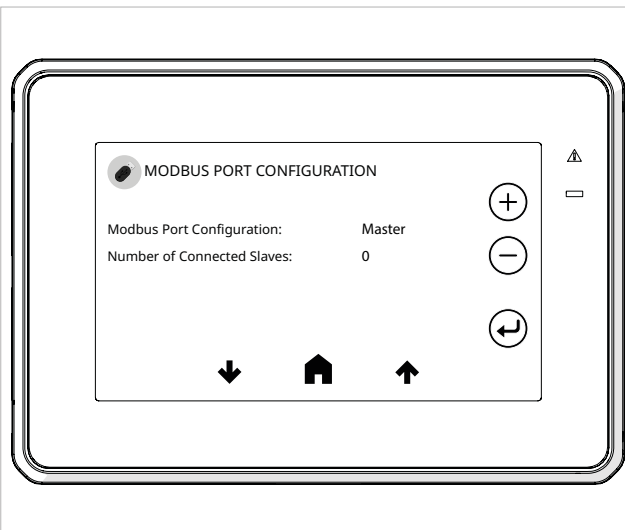 MODBUS PORT CONFIGURATION
Modbus Port Configuration: Master
Number of Connected Slaves: 0